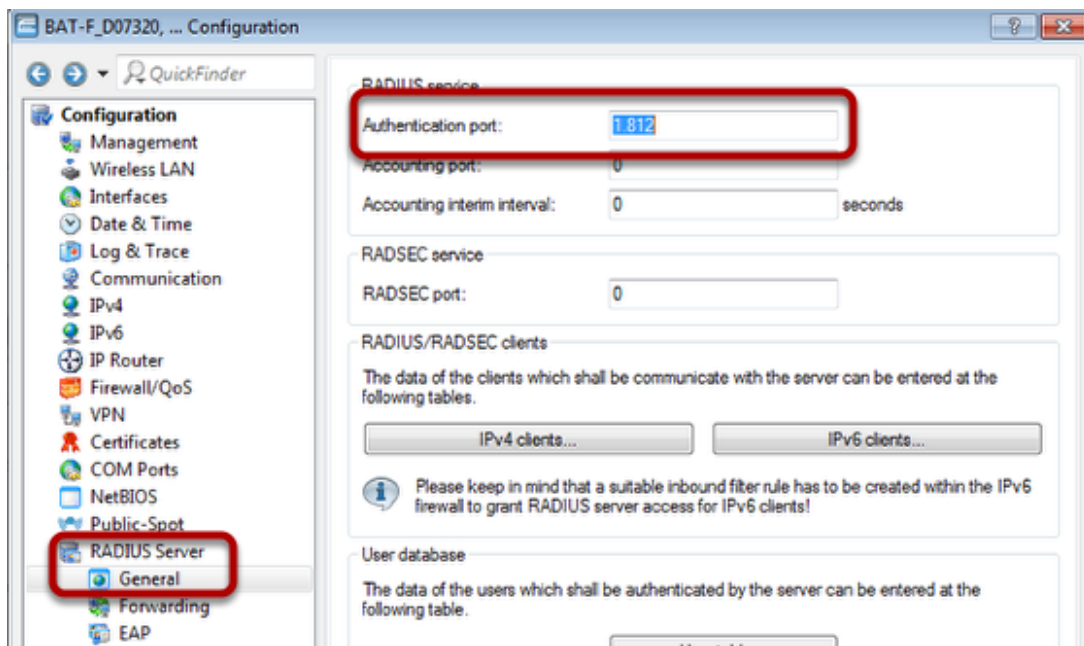 BAT-F_D07320, ... Configuration
QuickFinder
Configuration
Management
Wireless LAN
Interfaces
Date & Time
Log & Trace
Communication
IPv4
IPv6
IP Router
Firewall/QoS
VPN
Certificates
COM Ports
NetBIOS
Public-Spot
RADIUS Server
General
Forwarding
EAP
RADIUS service
Authentication port: 1.812
Accounting port: 0
Accounting interim interval: 0 seconds
RADSEC service
RADSEC port: 0
RADIUS/RADSEC clients
The data of the clients which shall be communicate with the server can be entered at the
following tables.
IPv4 clients... IPv6 clients...
Please keep in mind that a suitable inbound filter rule has to be created within the IPv6
firewall to grant RADIUS server access for IPv6 clients!
User database
The data of the users which shall be authenticated by the server can be entered at the
following table.